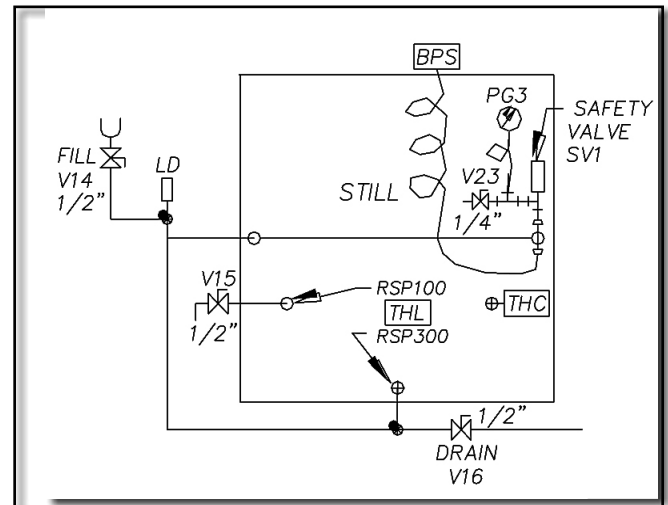 BPS
PG3
SAFETY
VALVE
SV1
FILL
V14
1/2"
LD
STILL
V23
1/4"
V15
1/2"
RSP100
THL
RSP300
THC
1/2"
DRAIN
V16